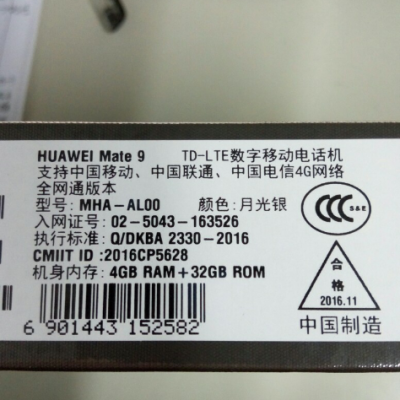 HUAWEI Mate 9 TD-LTE数字移动电话机
支持中国移动、中国联通、中国电信4G网络
全网通版本
型号: MHA-AL00 颜色: 月光银
入网证号: 02-5043-163526
执行标准: Q/DKBA 2330-2016
CMIIT ID :2016CP5628
机身内存: 4GB RAM+32GB ROM
6 901443 152582
CCC S&E
合格
2016.11
中国制造